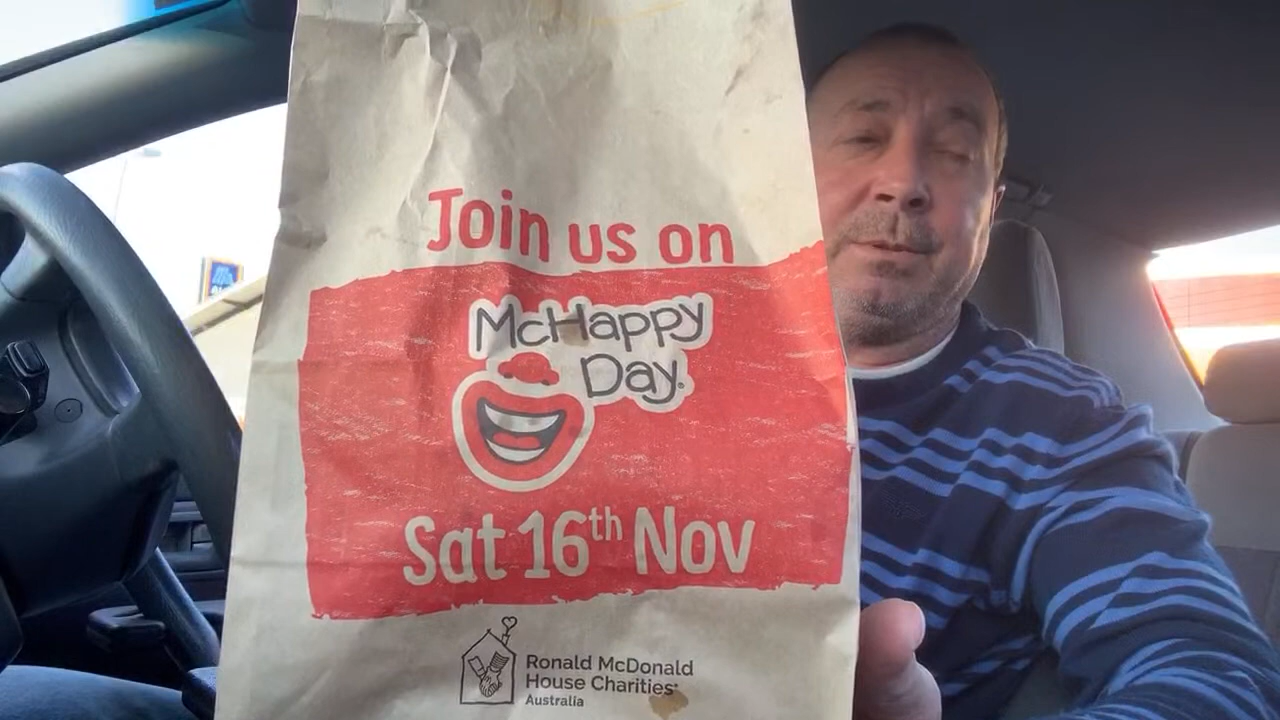 Join us on
McHappy
Day.
Sat 16th Nov
Ronald McDonald
House Charities
Australia